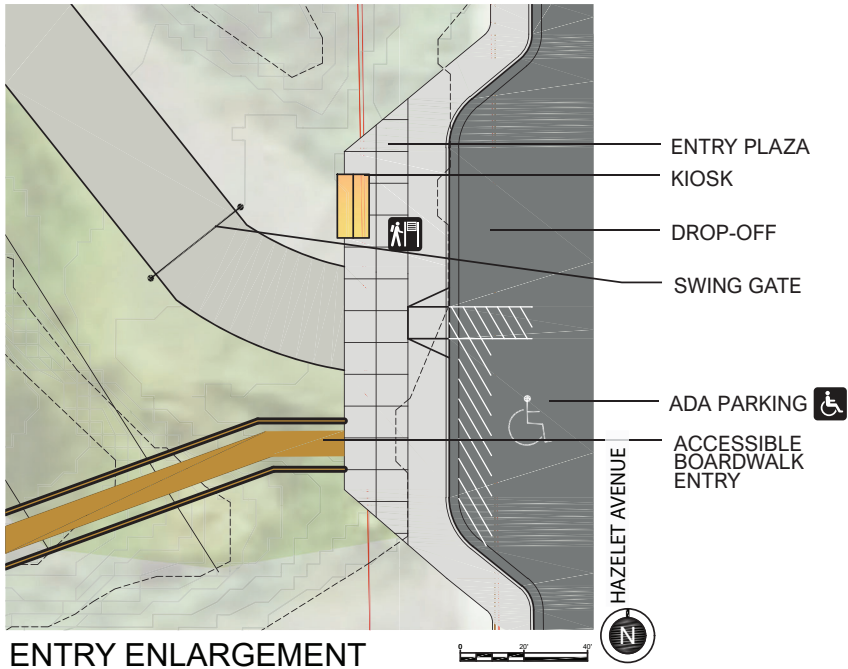 ENTRY PLAZA
KIOSK
DROP-OFF
SWING GATE
ADA PARKING
ACCESSIBLE
BOARDWALK
ENTRY
HAZELET AVENUE
N
0 20' 40'
ENTRY ENLARGEMENT